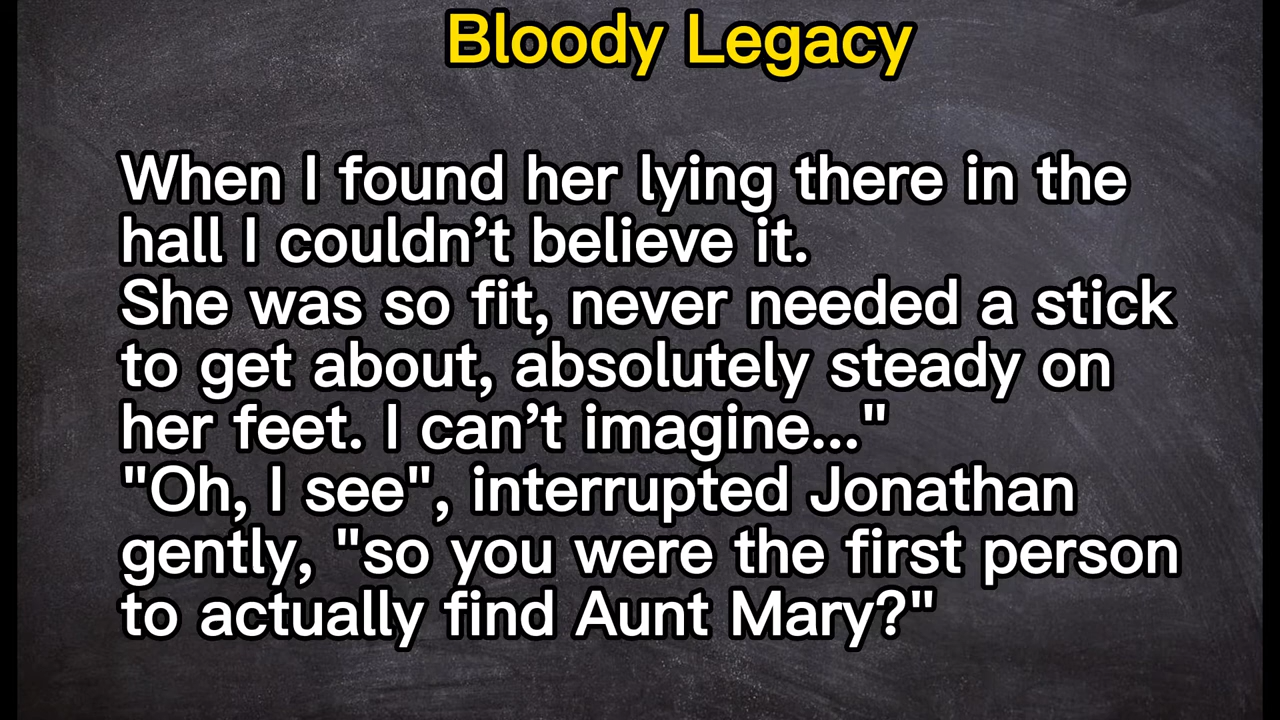 Bloody Legacy
When I found her lying there in the
hall I couldn’t believe it.
She was so fit, never needed a stick
to get about, absolutely steady on
her feet. I can’t imagine..."
"Oh, I see", interrupted Jonathan
gently, "so you were the first person
to actually find Aunt Mary?"